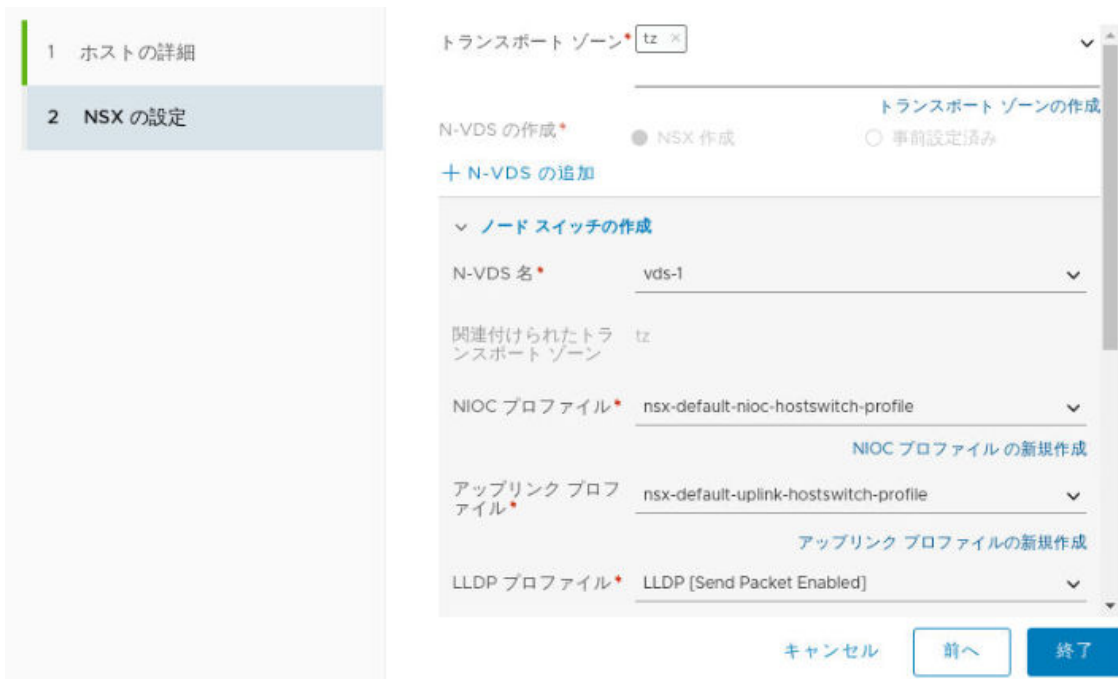 1 ホストの詳細
2 NSX の設定
トランスポート ゾーン* tz ×
トランスポート ゾーンの作成
N-VDS の作成* NSX 作成 事前設定済み
+ N-VDS の追加
ノード スイッチの作成
N-VDS 名* vds-1
関連付けられたトラ tz
ンスポート ゾーン
NIOC プロファイル* nsx-default-nioc-hostswitch-profile
NIOC プロファイル の新規作成
アップリンク プロフ nsx-default-uplink-hostswitch-profile
ァイル*
アップリンク プロファイルの新規作成
LLDP プロファイル* LLDP [Send Packet Enabled]
キャンセル 前へ 終了